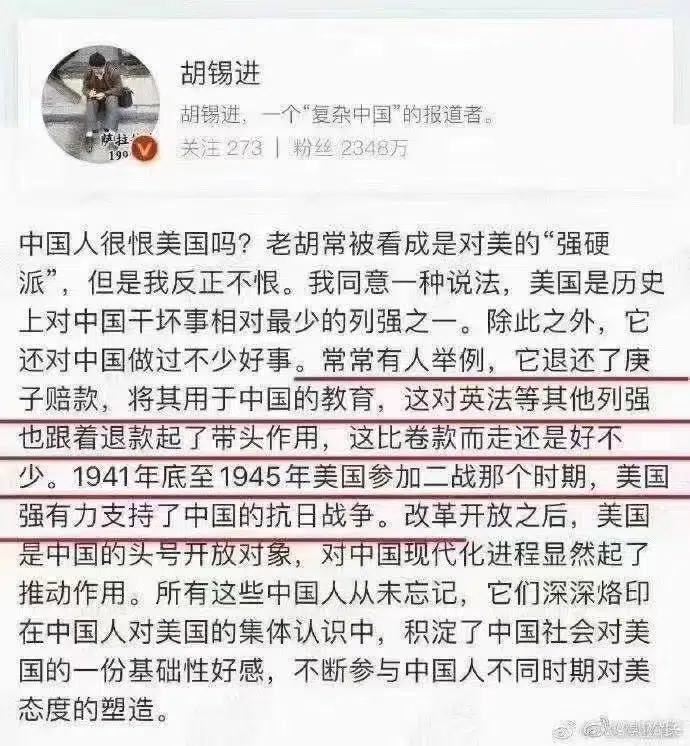 胡锡进
胡锡进，一个“复杂中国”的报道者。
关注 273 | 粉丝 2348万
萨拉
199
中国人很恨美国吗？老胡常被看成是对美的“强硬
派”，但是我反正不恨。我同意一种说法，美国是历史
上对中国干坏事相对最少的列强之一。除此之外，它
还对中国做过不少好事。常常有人举例，它退还了庚
子赔款，将其用于中国的教育，这对英法等其他列强
也跟着退款起了带头作用，这比卷款而走还是好不
少。1941年底至1945年美国参加二战那个时期，美国
强有力支持了中国的抗日战争。改革开放之后，美国
是中国的头号开放对象，对中国现代化进程显然起了
推动作用。所有这些中国人从未忘记，它们深深烙印
在中国人对美国的集体认识中，积淀了中国社会对美
国的一份基础性好感，不断参与中国人不同时期对美
态度的塑造。